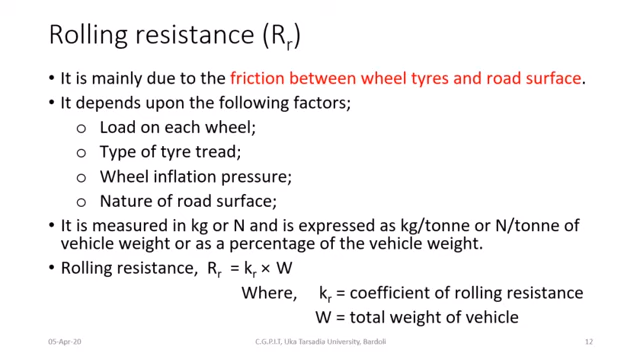 Rolling resistance (Rr)
• It is mainly due to the friction between wheel tyres and road surface.
• It depends upon the following factors;
o Load on each wheel;
o Type of tyre tread;
o Wheel inflation pressure;
o Nature of road surface;
• It is measured in kg or N and is expressed as kg/tonne or N/tonne of
vehicle weight or as a percentage of the vehicle weight.
• Rolling resistance, Rr = kr × W
Where, kr = coefficient of rolling resistance
W = total weight of vehicle
05-Apr-20 C.G.P.I.T, Uka Tarsadia University, Bardoli 12